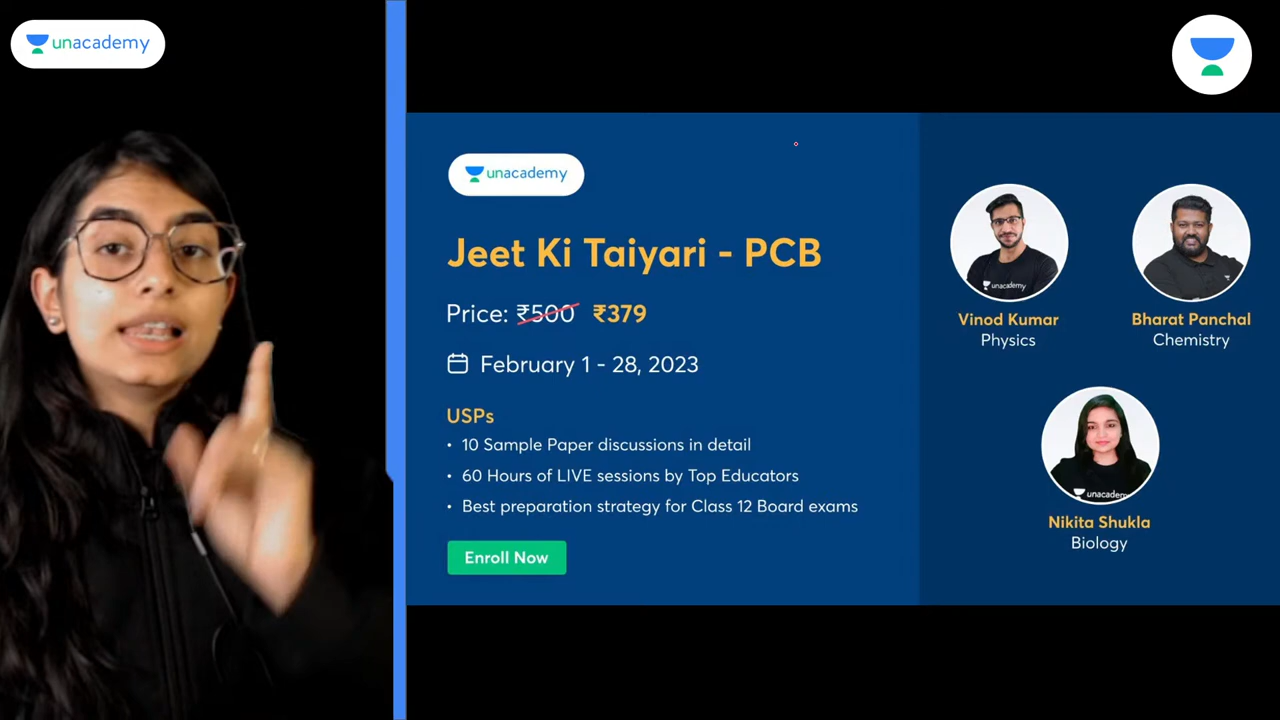 unacademy
unacademy
Jeet Ki Taiyari - PCB
Price: ₹500 ₹379
February 1 - 28, 2023
USPs
• 10 Sample Paper discussions in detail
• 60 Hours of LIVE sessions by Top Educators
• Best preparation strategy for Class 12 Board exams
Enroll Now
unacademy
Vinod Kumar
Physics
Bharat Panchal
Chemistry
unacademy
Nikita Shukla
Biology